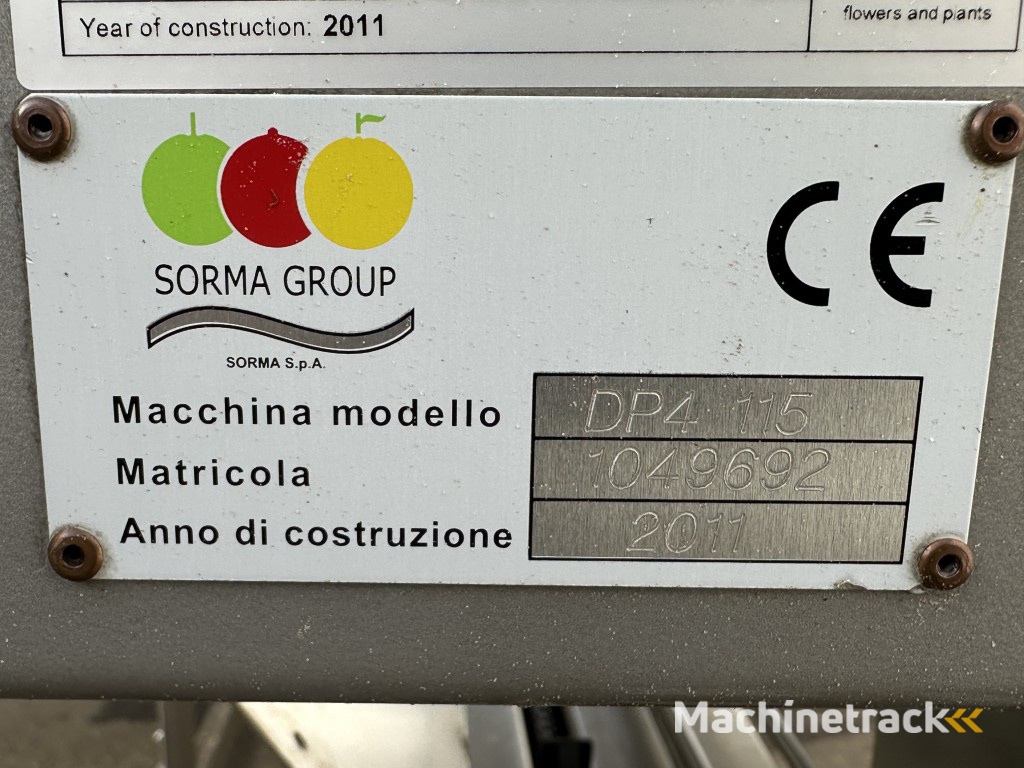 Year of construction: 2011
flowers and plants
SORMA GROUP
SORMA S.p.A.
CE
Macchina modello DP4 115
Matricola 1049692
Anno di costruzione 2011
Machinetrack